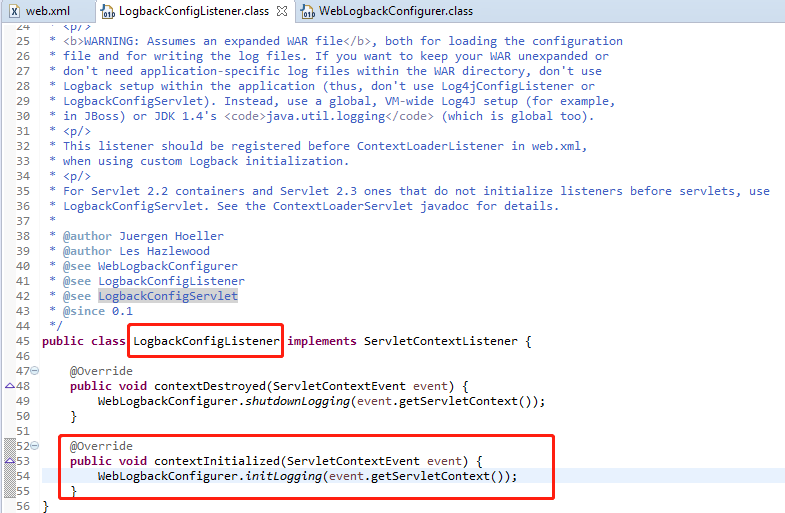 web.xml LogbackConfigListener.class WebLogbackConfigurer.class
24 * <p/>
25 * <b>WARNING: Assumes an expanded WAR file</b>, both for loading the configuration
26 * file and for writing the log files. If you want to keep your WAR unexpanded or
27 * don't need application-specific log files within the WAR directory, don't use
28 * Logback setup within the application (thus, don't use Log4jConfigListener or
29 * LogbackConfigServlet). Instead, use a global, VM-wide Log4J setup (for example,
30 * in JBoss) or JDK 1.4's <code>java.util.logging</code> (which is global too).
31 * <p/>
32 * This listener should be registered before ContextLoaderListener in web.xml,
33 * when using custom Logback initialization.
34 * <p/>
35 * For Servlet 2.2 containers and Servlet 2.3 ones that do not initialize listeners before servlets, use
36 * LogbackConfigServlet. See the ContextLoaderServlet javadoc for details.
37 *
38 * @author Juergen Hoeller
39 * @author Les Hazlewood
40 * @see WebLogbackConfigurer
41 * @see LogbackConfigListener
42 * @see LogbackConfigServlet
43 * @since 0.1
44 */
45 public class LogbackConfigListener implements ServletContextListener {
46
47 @Override
48 public void contextDestroyed(ServletContextEvent event) {
49 WebLogbackConfigurer.shutdownLogging(event.getServletContext());
50 }
51
52 @Override
53 public void contextInitialized(ServletContextEvent event) {
54 WebLogbackConfigurer.initLogging(event.getServletContext());
55 }
56 }